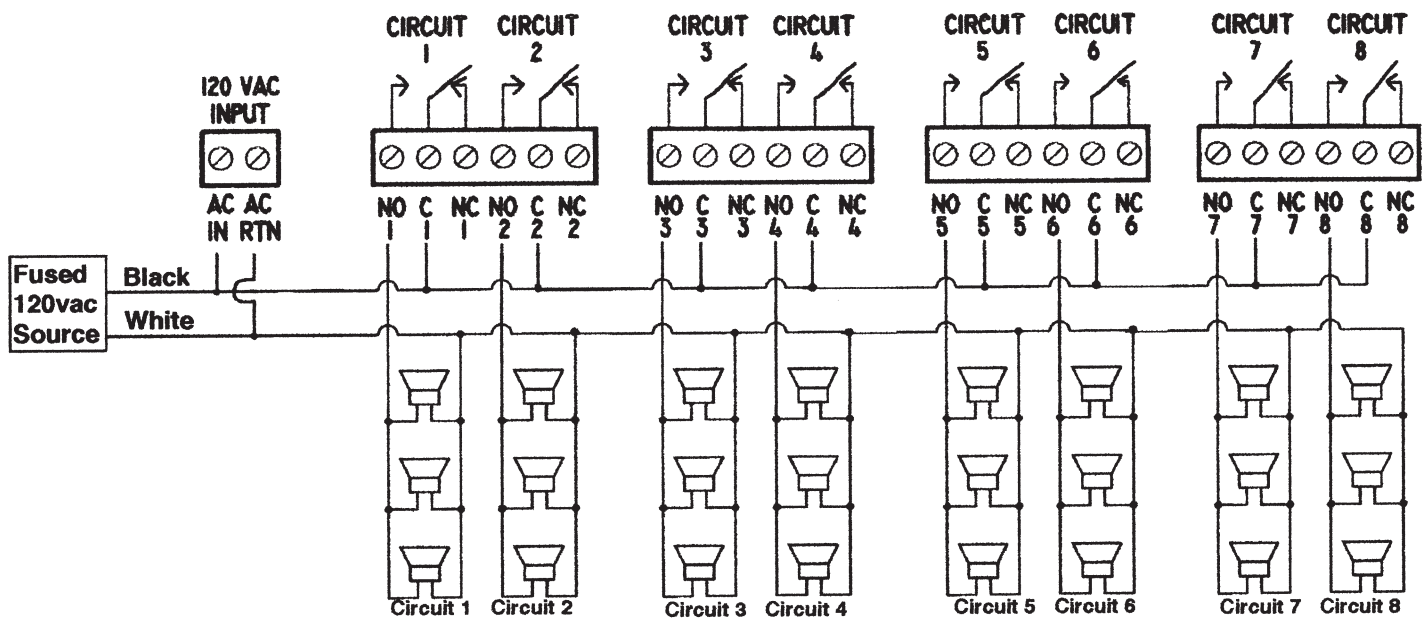 CIRCUIT 1
CIRCUIT 2
CIRCUIT 3
CIRCUIT 4
CIRCUIT 5
CIRCUIT 6
CIRCUIT 7
CIRCUIT 8
120 VAC
INPUT
AC IN
AC RTN
NO 1
C 1
NC 1
NO 2
C 2
NC 2
NO 3
C 3
NC 3
NO 4
C 4
NC 4
NO 5
C 5
NC 5
NO 6
C 6
NC 6
NO 7
C 7
NC 7
NO 8
C 8
NC 8
Fused
120vac
Source
Black
White
Circuit 1
Circuit 2
Circuit 3
Circuit 4
Circuit 5
Circuit 6
Circuit 7
Circuit 8